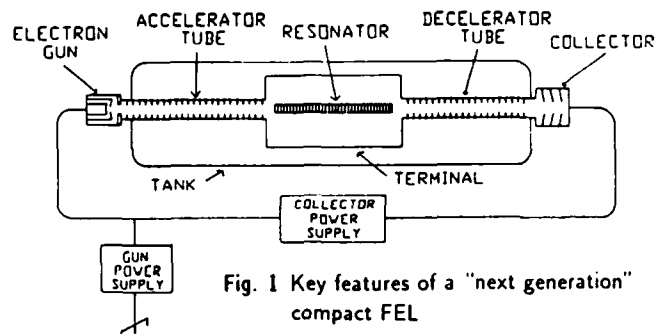 ELECTRON
GUN
ACCELERATOR
TUBE
RESONATOR
DECELERATOR
TUBE
COLLECTOR
TANK
TERMINAL
COLLECTOR
POWER
SUPPLY
GUN
POWER
SUPPLY
Fig. 1 Key features of a "next generation"
compact FEL